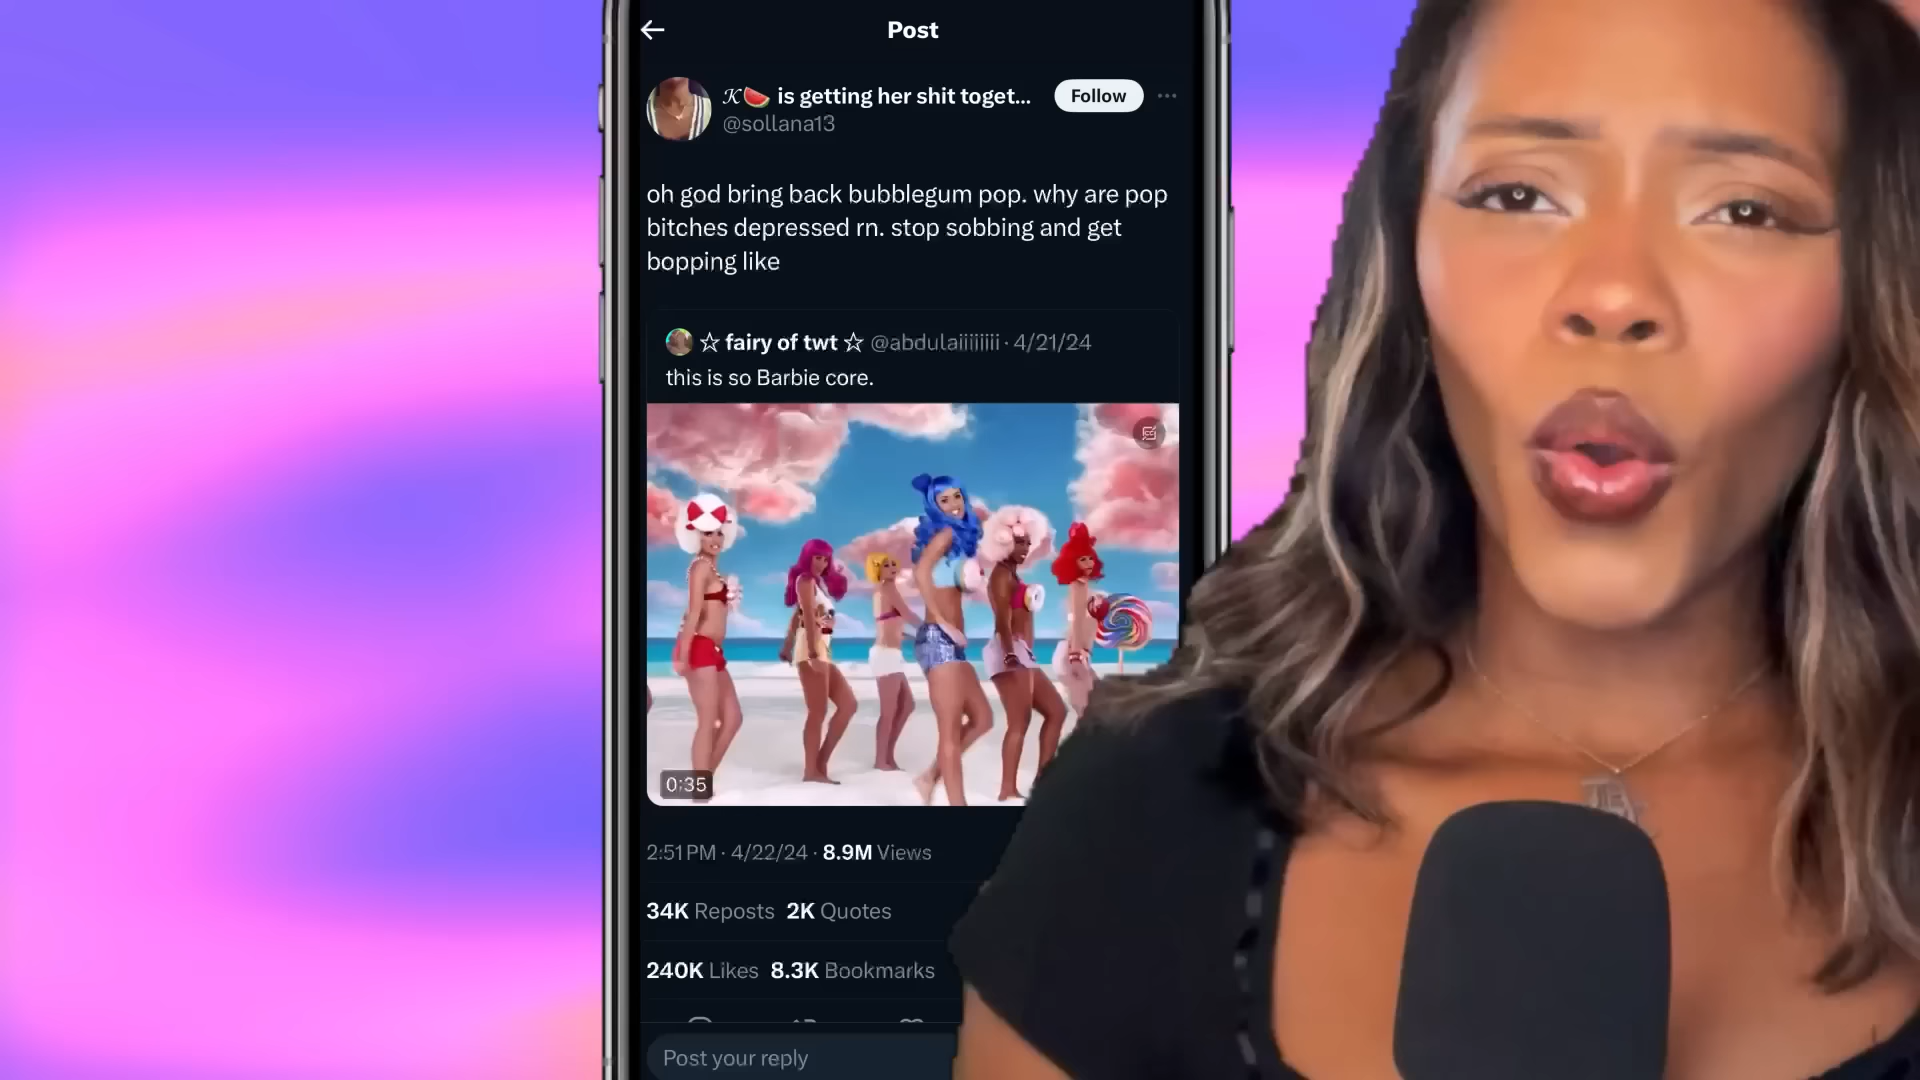 Post
𝒦🍉 is getting her shit toget...
Follow
@sollana13
oh god bring back bubblegum pop. why are pop
bitches depressed rn. stop sobbing and get
bopping like
☆ fairy of twt ☆ @abdulaiiiiiiii · 4/21/24
this is so Barbie core.
0:35
2:51 PM · 4/22/24 · 8.9M Views
34K Reposts 2K Quotes
240K Likes 8.3K Bookmarks
Post your reply